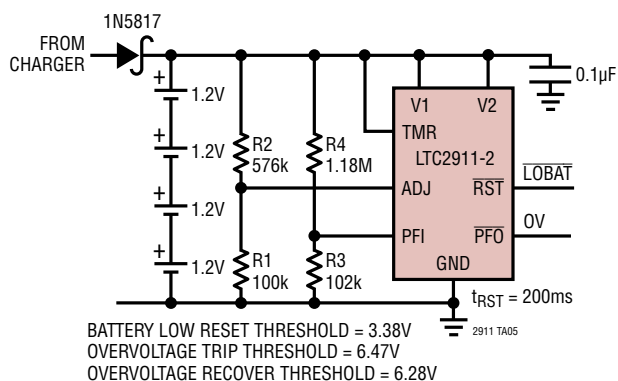 1N5817
FROM
CHARGER
0.1µF
1.2V
1.2V
1.2V
1.2V
R2
576k
R4
1.18M
R1
100k
R3
102k
V1
V2
TMR
LTC2911-2
ADJ
RST
LOBAT
PFI
PFO
OV
GND
tRST = 200ms
2911 TA05
BATTERY LOW RESET THRESHOLD = 3.38V
OVERVOLTAGE TRIP THRESHOLD = 6.47V
OVERVOLTAGE RECOVER THRESHOLD = 6.28V